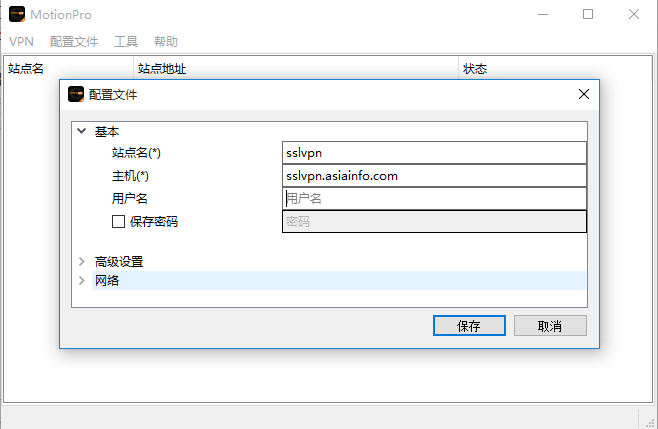 MotionPro
VPN 配置文件 工具 帮助
站点名 站点地址 状态
配置文件
基本
站点名(*) sslvpn
主机(*) sslvpn.asiainfo.com
用户名 用户名
保存密码 密码
高级设置
网络
保存 取消